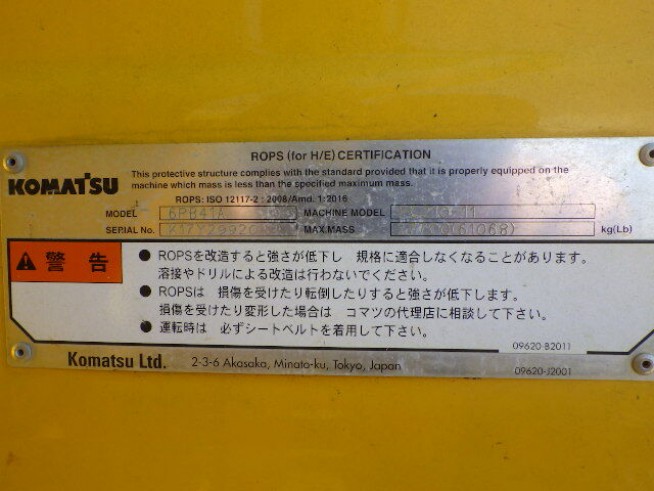 ROPS (for H/E) CERTIFICATION
KOMATSU
This protective structure complies with the standard provided that it is properly equipped on the
machine which mass is less than the specified maximum mass.
ROPS: ISO 12117-2 : 2008/Amd. 1:2016
MODEL MACHINE MODEL
SERIAL No. MAX.MASS kg(Lb)
警告
● ROPSを改造すると強さが低下し 規格に適合しなくなることがあります。
溶接やドリルによる改造は行わないでください。
● ROPSは 損傷を受けたり転倒したりすると強さが低下します。
損傷を受けたり変形した場合は コマツの代理店に相談して下さい。
● 運転時は 必ずシートベルトを着用して下さい。
09620-B2011
Komatsu Ltd. 2-3-6 Akasaka, Minato-ku, Tokyo, Japan
09620-J2001